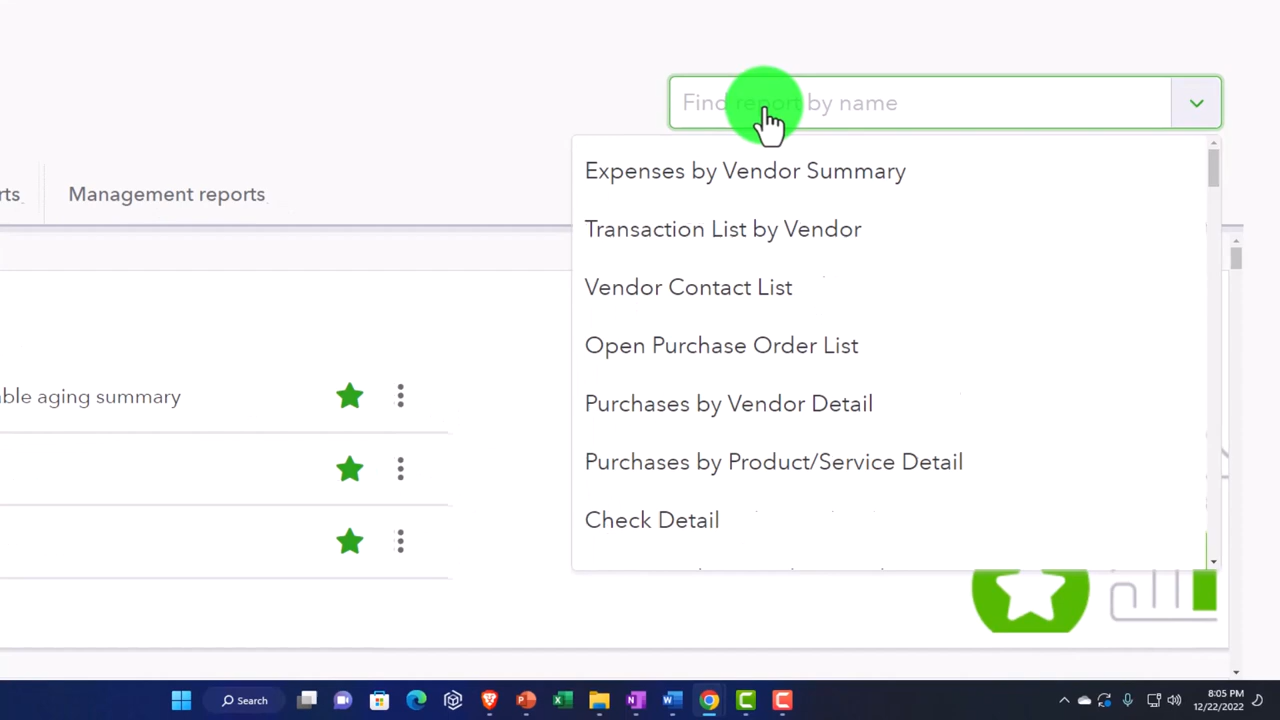 Find report by name
Expenses by Vendor Summary
rts
Management reports
Transaction List by Vendor
Vendor Contact List
Open Purchase Order List
able aging summary
Purchases by Vendor Detail
Purchases by Product/Service Detail
Check Detail
Search
8:05 PM
12/22/2022